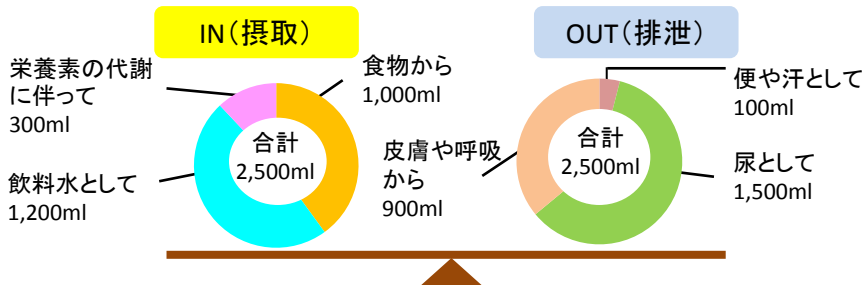 IN(摂取)
栄養素の代謝
に伴って
300ml
食物から
1,000ml
飲料水として
1,200ml
合計
2,500ml
OUT(排泄)
便や汗として
100ml
皮膚や呼吸
から
900ml
尿として
1,500ml
合計
2,500ml